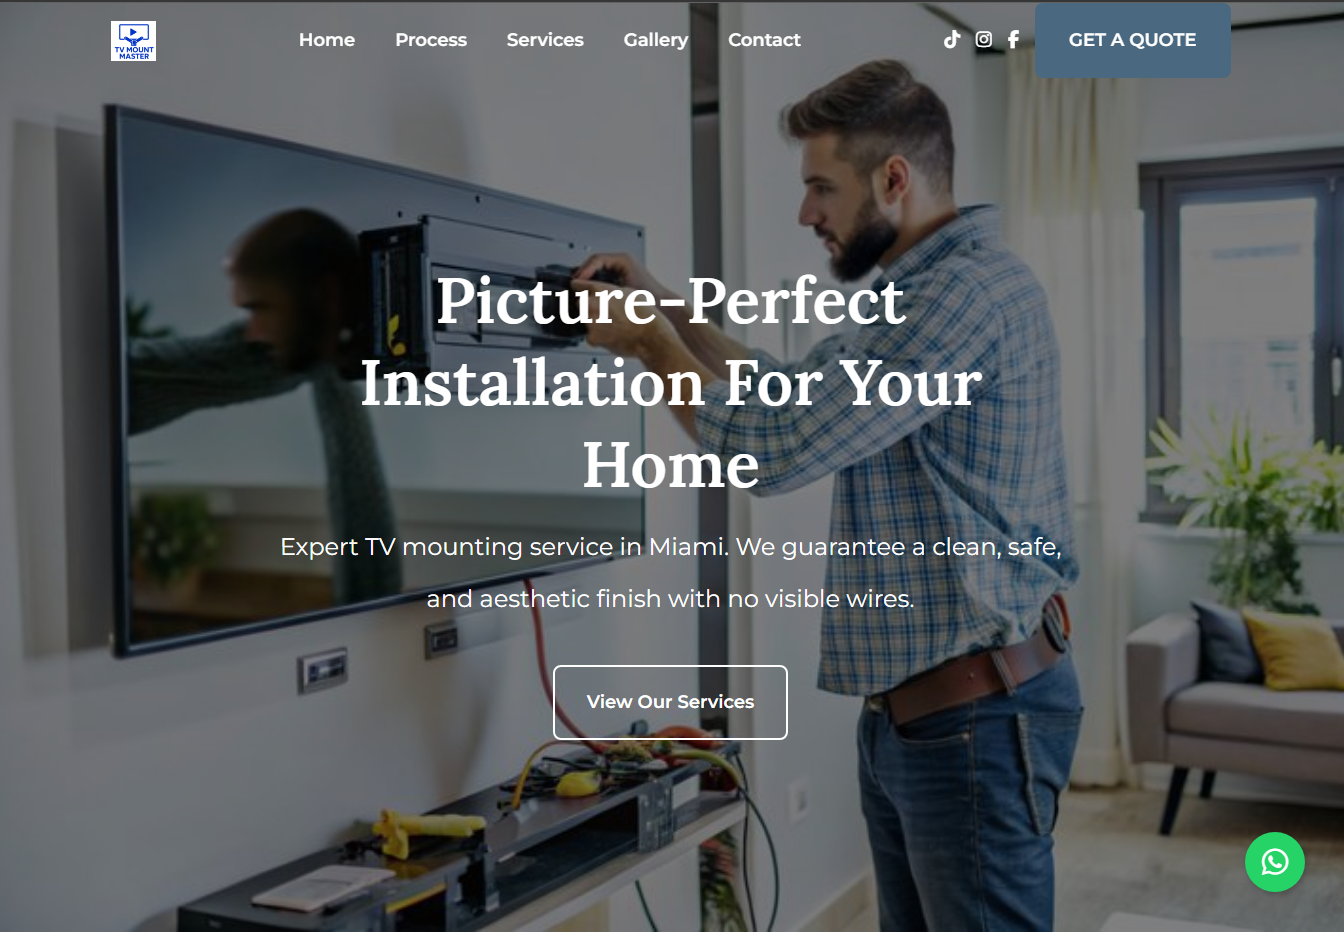 TV MOUNT
MASTER
Home
Process
Services
Gallery
Contact
GET A QUOTE
Picture-Perfect
Installation For Your
Home
Expert TV mounting service in Miami. We guarantee a clean, safe,
and aesthetic finish with no visible wires.
View Our Services